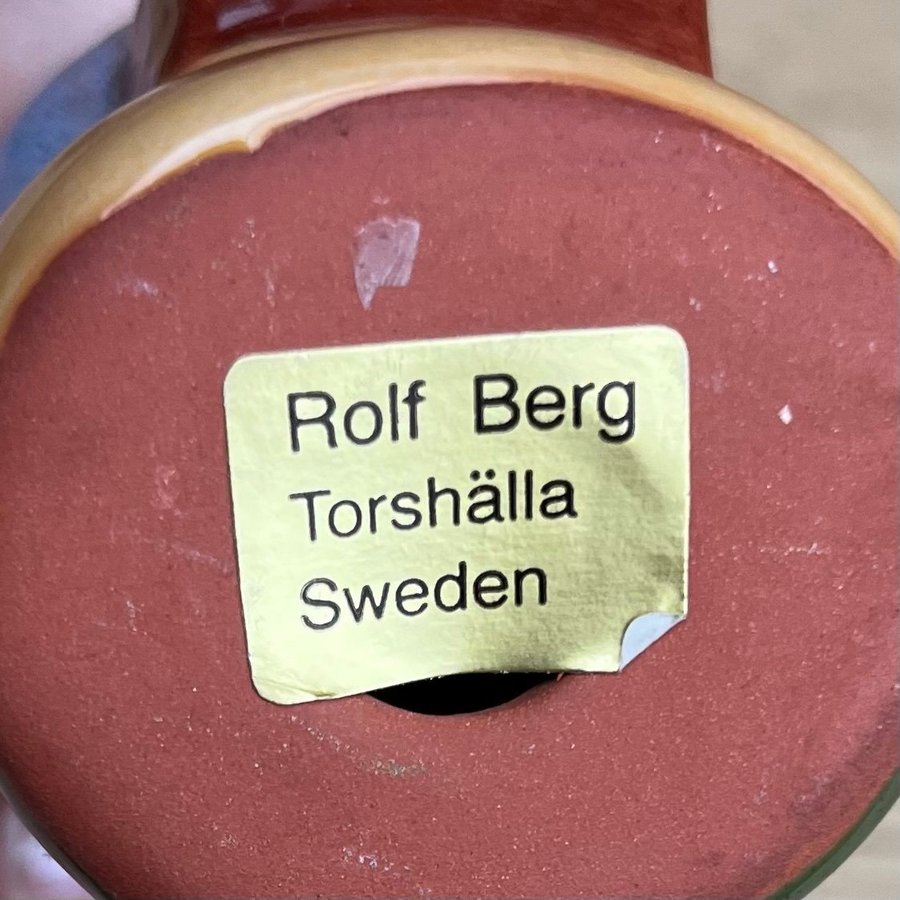 Rolf Berg
Torshälla
Sweden